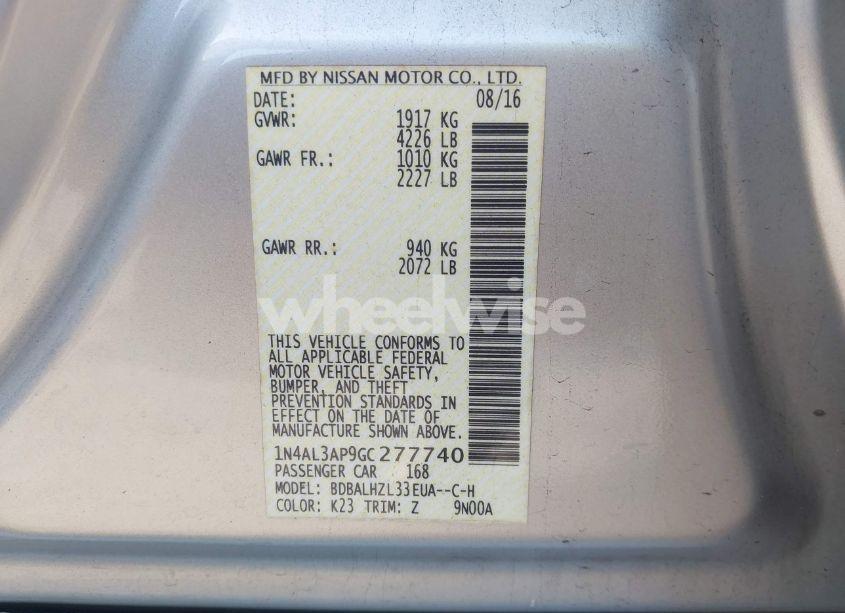 MFD BY NISSAN MOTOR CO., LTD.
DATE: 08/16
GVWR: 1917 KG
4226 LB
GAWR FR.: 1010 KG
2227 LB
GAWR RR.: 940 KG
2072 LB
wheelwise
THIS VEHICLE CONFORMS TO
ALL APPLICABLE FEDERAL
MOTOR VEHICLE SAFETY,
BUMPER, AND THEFT
PREVENTION STANDARDS IN
EFFECT ON THE DATE OF
MANUFACTURE SHOWN ABOVE.
1N4AL3AP9GC277740
PASSENGER CAR 168
MODEL: BDBALHZL33EUA--C-H
COLOR: K23 TRIM: Z 9N00A